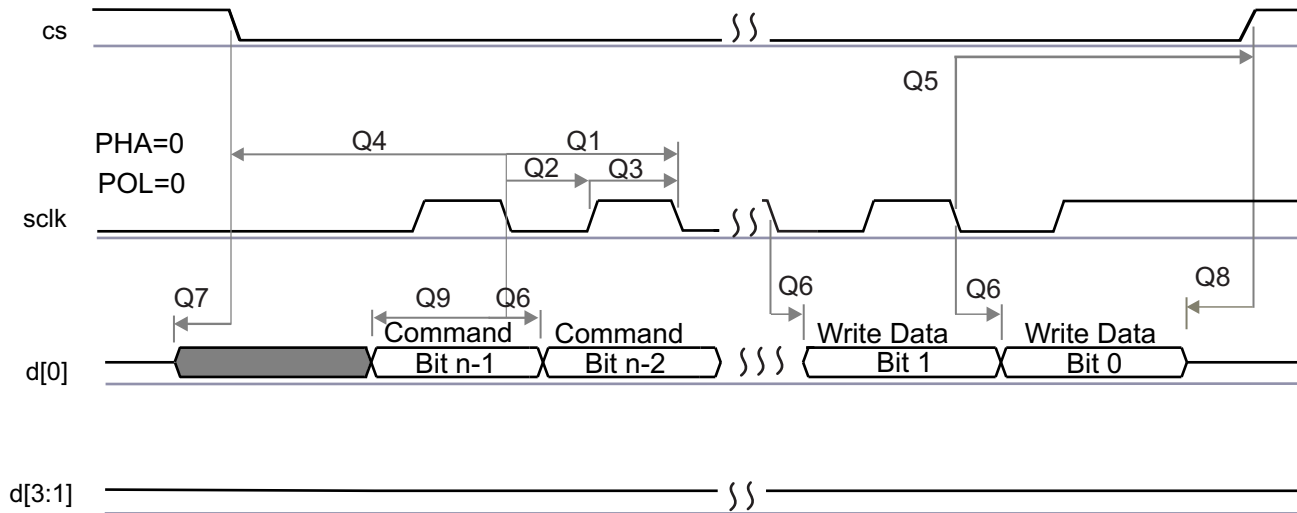 cs
Q5
PHA=0
Q4
Q1
POL=0
Q2
Q3
sclk
Q7
Q9
Q6
Q6
Q6
Q8
Command
Command
Write Data
Write Data
d[0]
Bit n-1
Bit n-2
Bit 1
Bit 0
d[3:1]